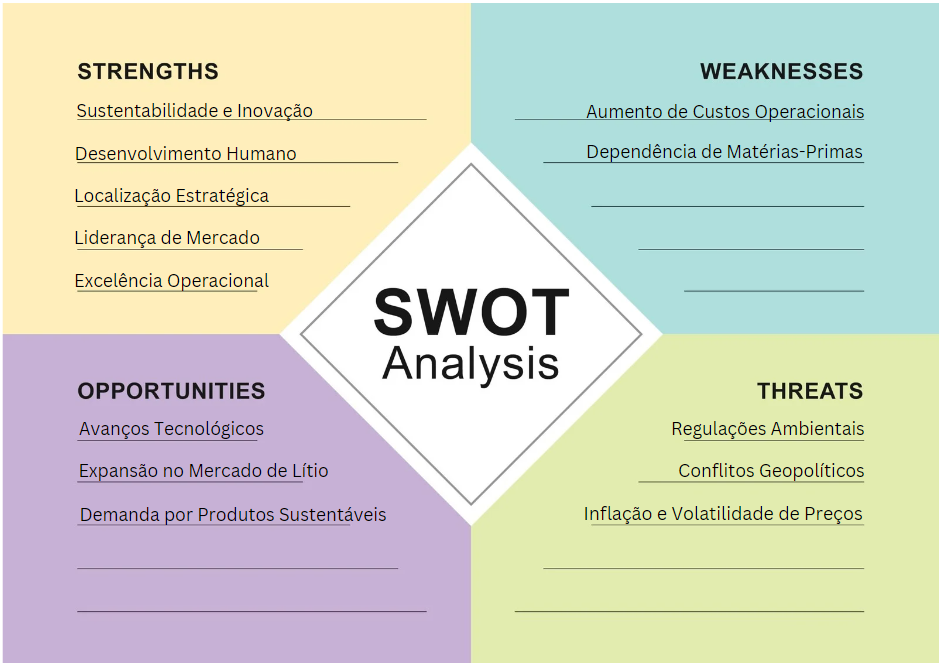 STRENGTHS
Sustentabilidade e Inovação
Desenvolvimento Humano
Localização Estratégica
Liderança de Mercado
Excelência Operacional
WEAKNESSES
Aumento de Custos Operacionais
Dependência de Matérias-Primas
SWOT
Analysis
OPPORTUNITIES
Avanços Tecnológicos
Expansão no Mercado de Lítio
Demanda por Produtos Sustentáveis
THREATS
Regulações Ambientais
Conflitos Geopolíticos
Inflação e Volatilidade de Preços